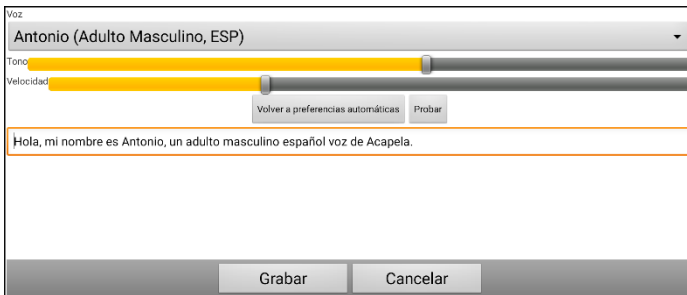 Voz
Antonio (Adulto Masculino, ESP)
Tono
Velocidad
Volver a preferencias automáticas Probar
Hola, mi nombre es Antonio, un adulto masculino español voz de Acapela.
Grabar Cancelar